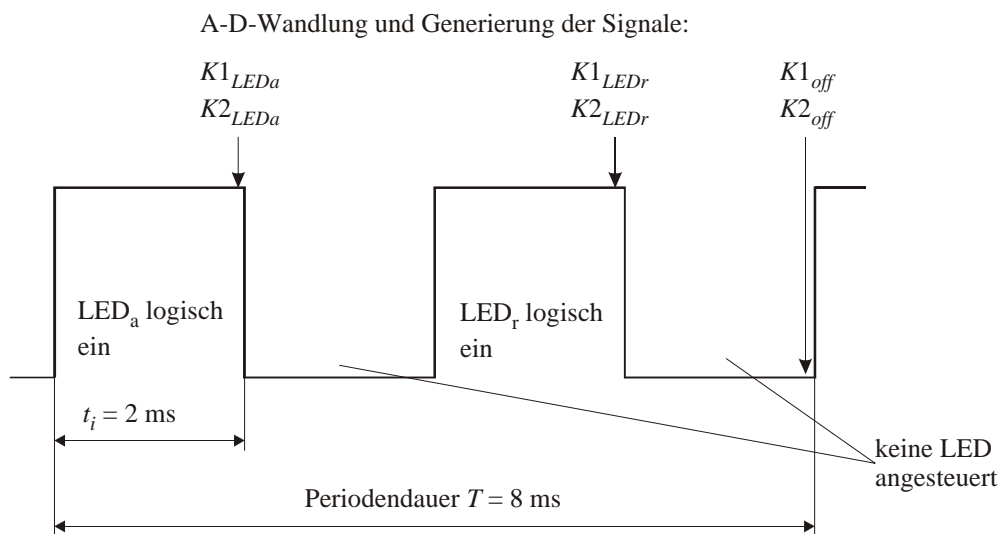 A-D-Wandlung und Generierung der Signale:
K1LEDa
K2LEDa
K1LEDr
K2LEDr
K1off
K2off
LEDa logisch
ein
LEDr logisch
ein
ti = 2 ms
keine LED
angesteuert
Periodendauer T = 8 ms